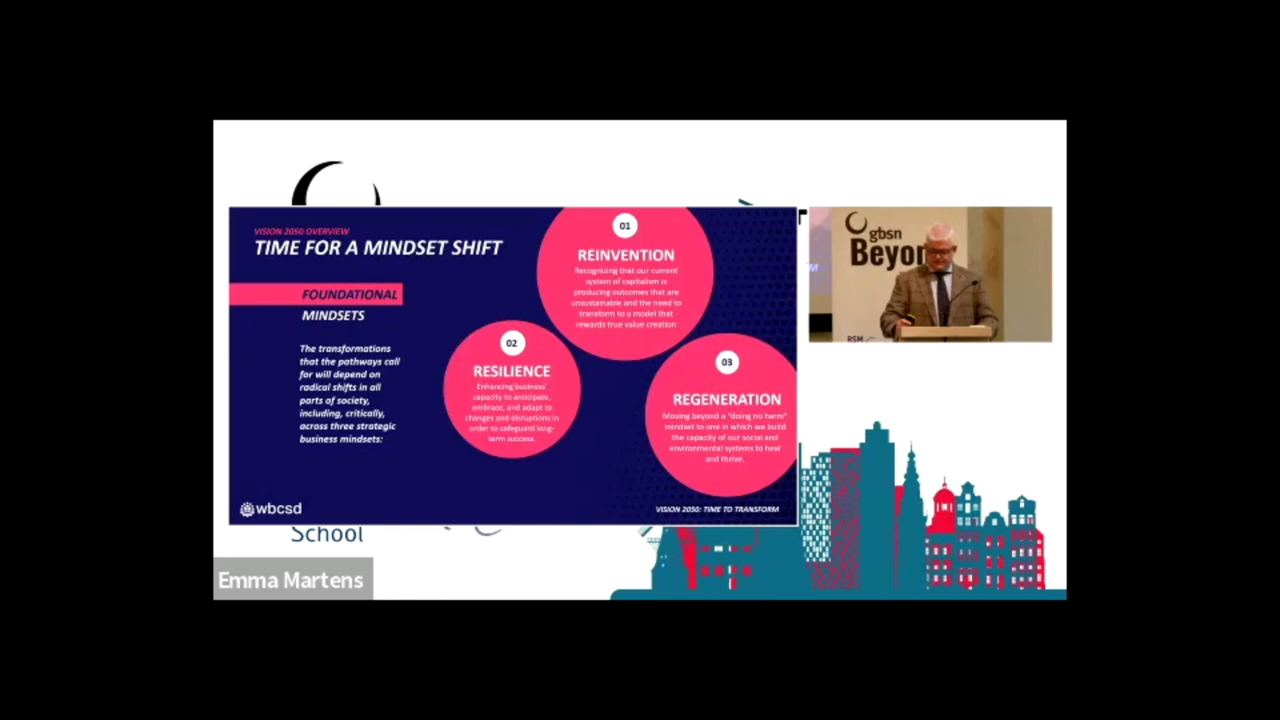 VISION 2050 OVERVIEW
TIME FOR A MINDSET SHIFT
FOUNDATIONAL
MINDSETS
The transformations
that the pathways call
for will depend on
radical shifts in all
parts of society,
including, critically,
across three strategic
business mindsets:
01
REINVENTION
Recognizing that our current
system of capitalism is
producing outcomes that are
unsustainable and the need to
transform to a model that
rewards true value creation
02
RESILIENCE
Enhancing business'
capacity to anticipate,
embrace, and adapt to
changes and disruptions in
order to safeguard long-
term success.
03
REGENERATION
Moving beyond a "doing no harm"
mindset to one in which we build
the capacity of our social and
environmental systems to heal
and thrive.
wbcsd
VISION 2050: TIME TO TRANSFORM
gbsn
Beyon
RSM
School
Emma Martens